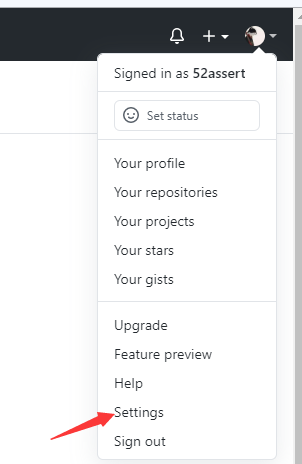 Signed in as 52assert
Set status
Your profile
Your repositories
Your projects
Your stars
Your gists
Upgrade
Feature preview
Help
Settings
Sign out